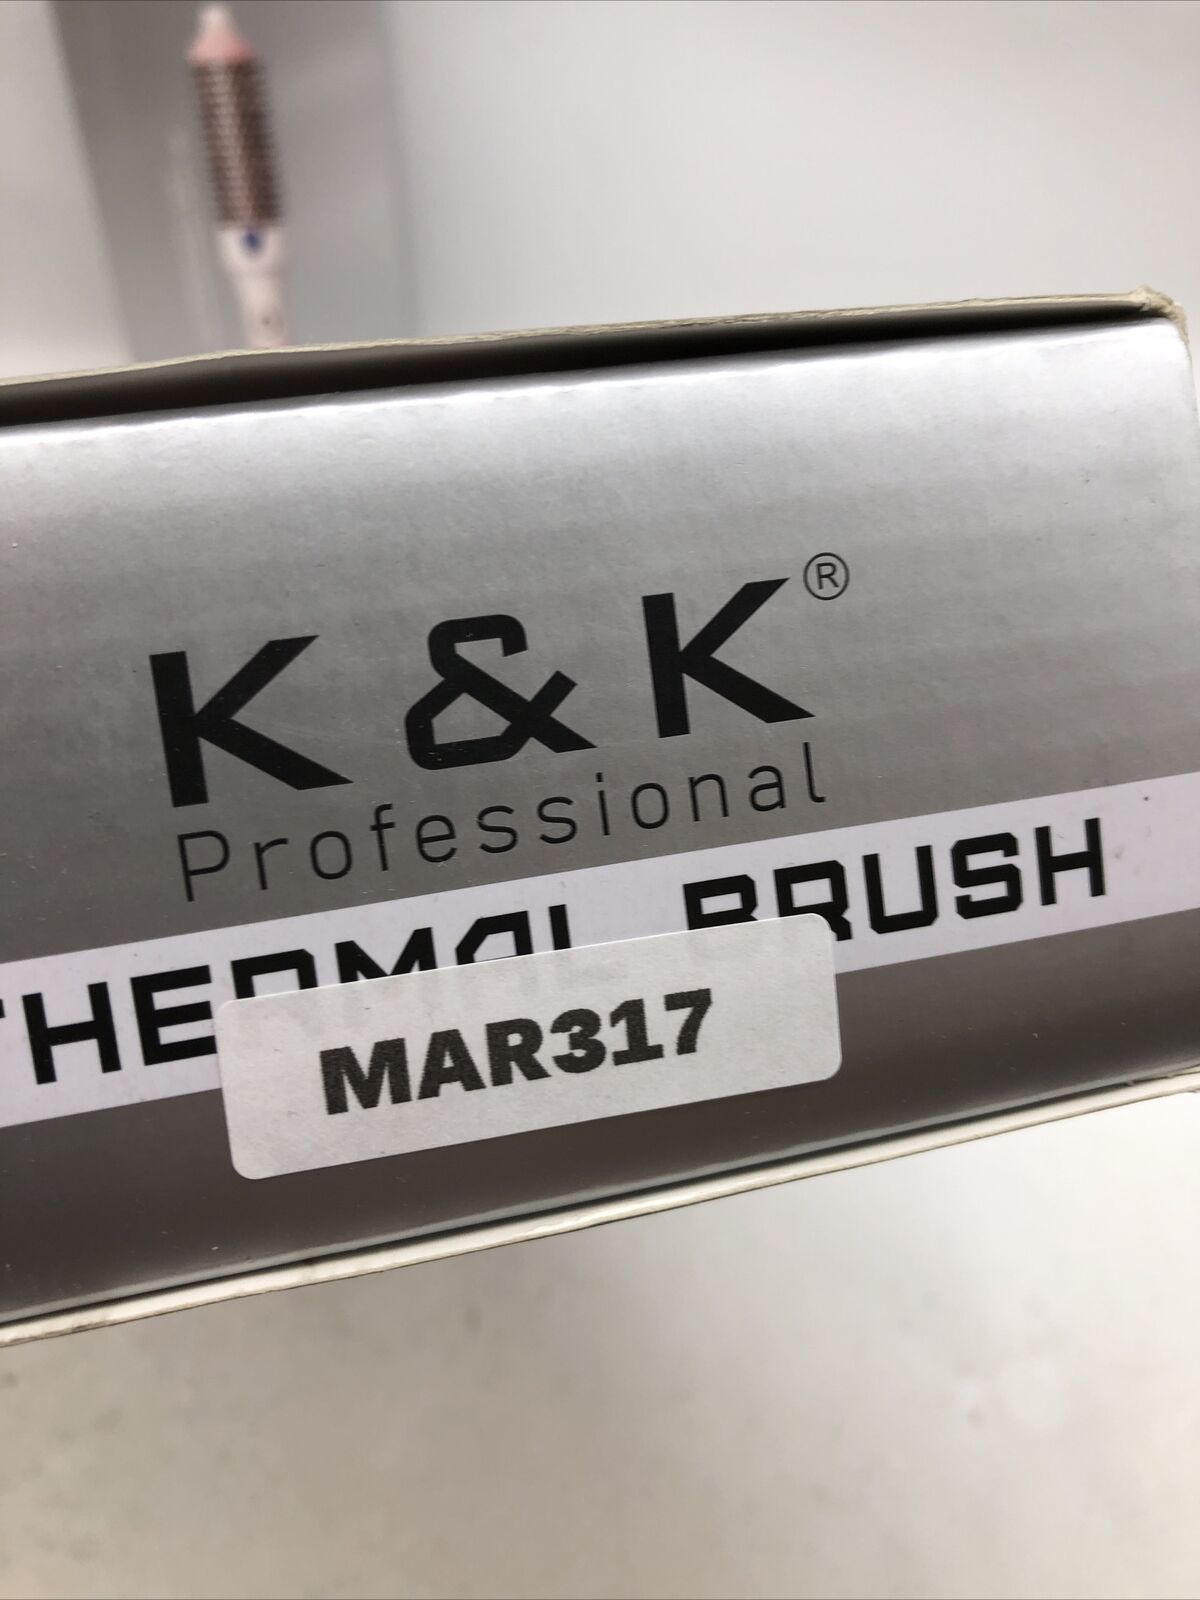 K & K®
Professional
THERMAL BRUSH
MAR317